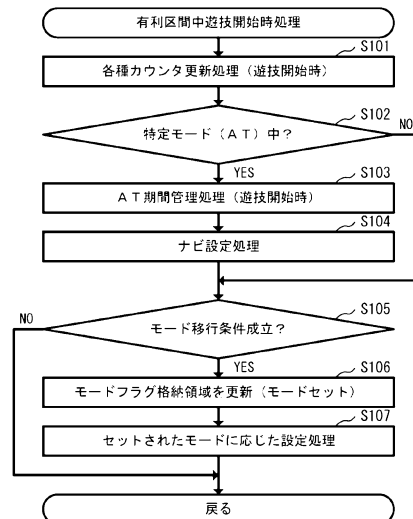 有利区間中遊技開始時処理
S101
各種カウンタ更新処理（遊技開始時）
S102
特定モード（ＡＴ）中？
NO
YES
S103
ＡＴ期間管理処理（遊技開始時）
S104
ナビ設定処理
S105
NO
モード移行条件成立？
YES
S106
モードフラグ格納領域を更新（モードセット）
S107
セットされたモードに応じた設定処理
戻る